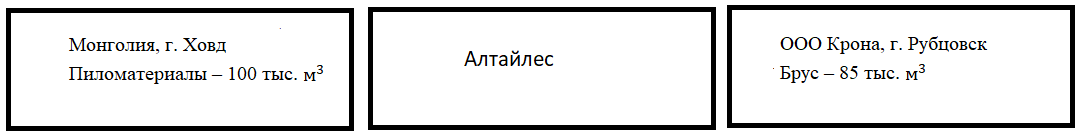 Монголия, г. Ховд
Пиломатериалы – 100 тыс. м³
Алтайлес
ООО Крона, г. Рубцовск
Брус – 85 тыс. м³